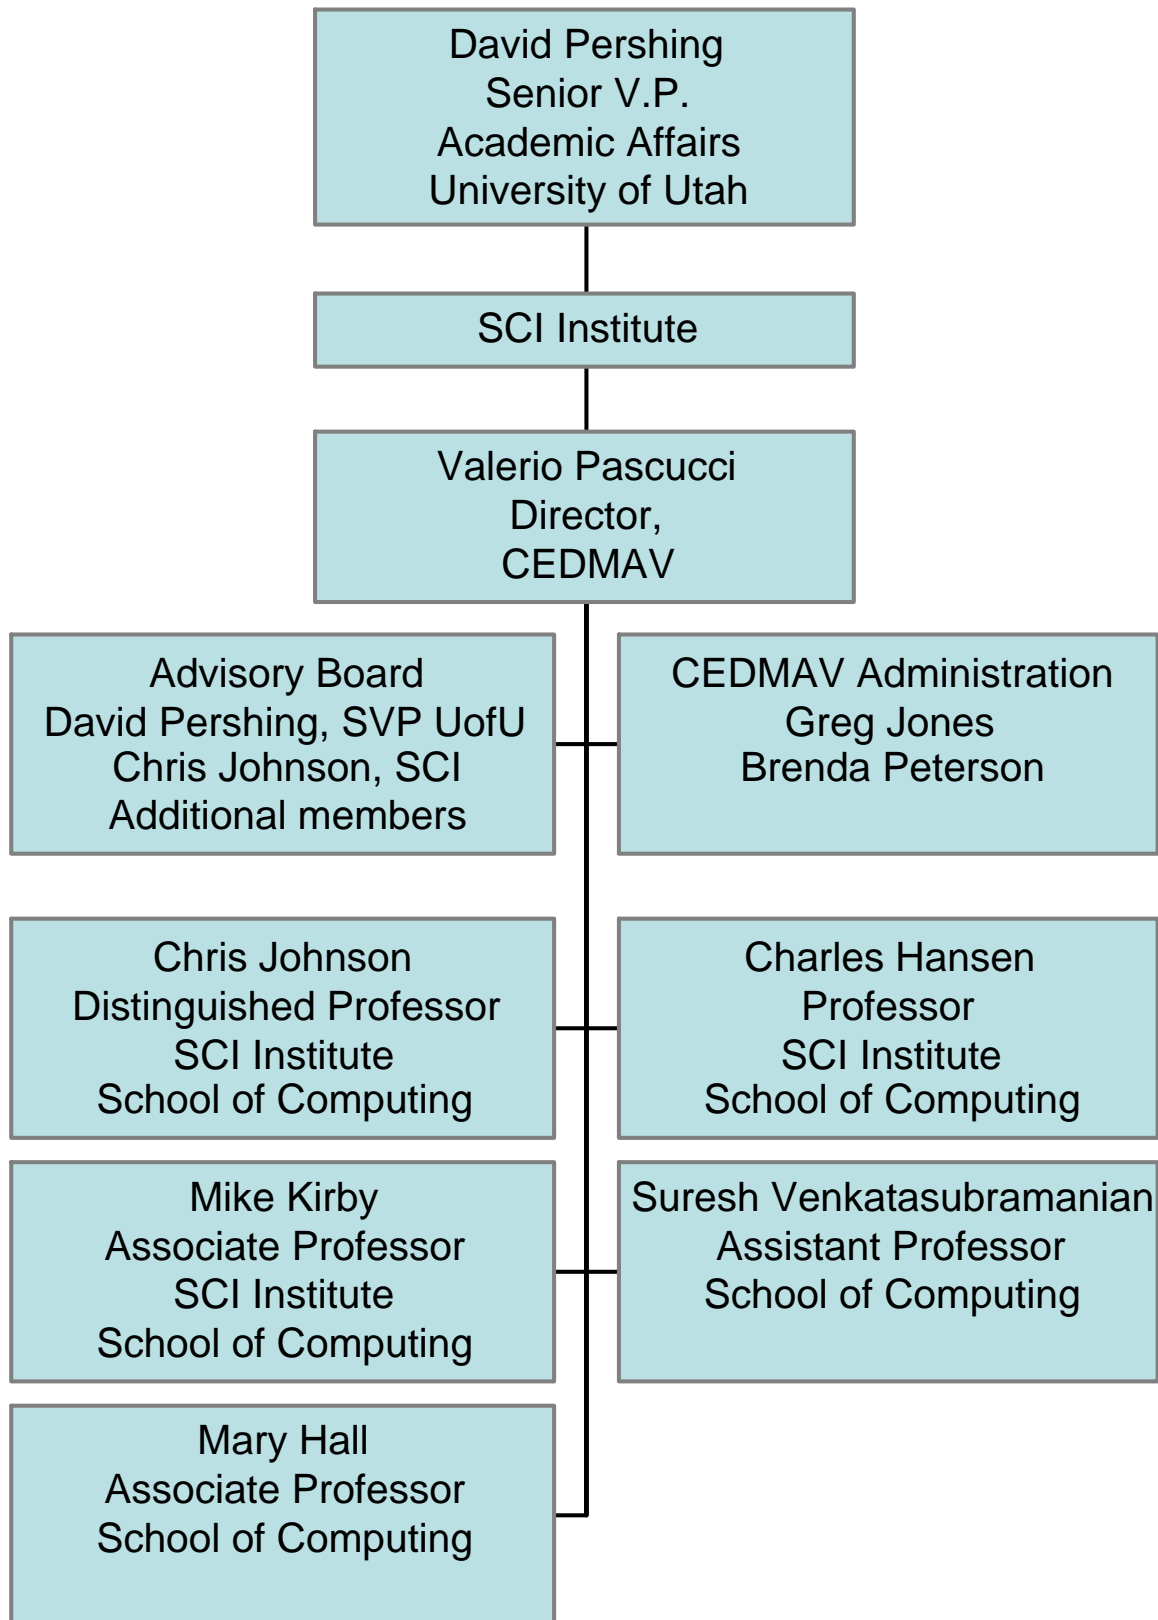 David Pershing
Senior V.P.
Academic Affairs
University of Utah
SCI Institute
Valerio Pascucci
Director,
CEDMAV
Advisory Board
David Pershing, SVP UofU
Chris Johnson, SCI
Additional members
CEDMAV Administration
Greg Jones
Brenda Peterson
Chris Johnson
Distinguished Professor
SCI Institute
School of Computing
Charles Hansen
Professor
SCI Institute
School of Computing
Mike Kirby
Associate Professor
SCI Institute
School of Computing
Suresh Venkatasubramanian
Assistant Professor
School of Computing
Mary Hall
Associate Professor
School of Computing